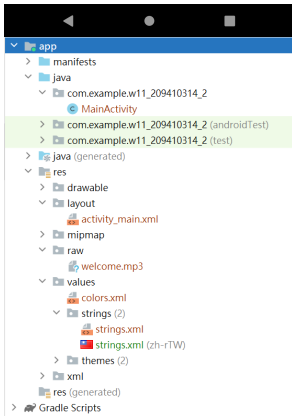 app
manifests
java
com.example.w11_209410314_2
MainActivity
com.example.w11_209410314_2 (androidTest)
com.example.w11_209410314_2 (test)
java (generated)
res
drawable
layout
activity_main.xml
mipmap
raw
welcome.mp3
values
colors.xml
strings (2)
strings.xml
strings.xml (zh-rTW)
themes (2)
xml
res (generated)
Gradle Scripts